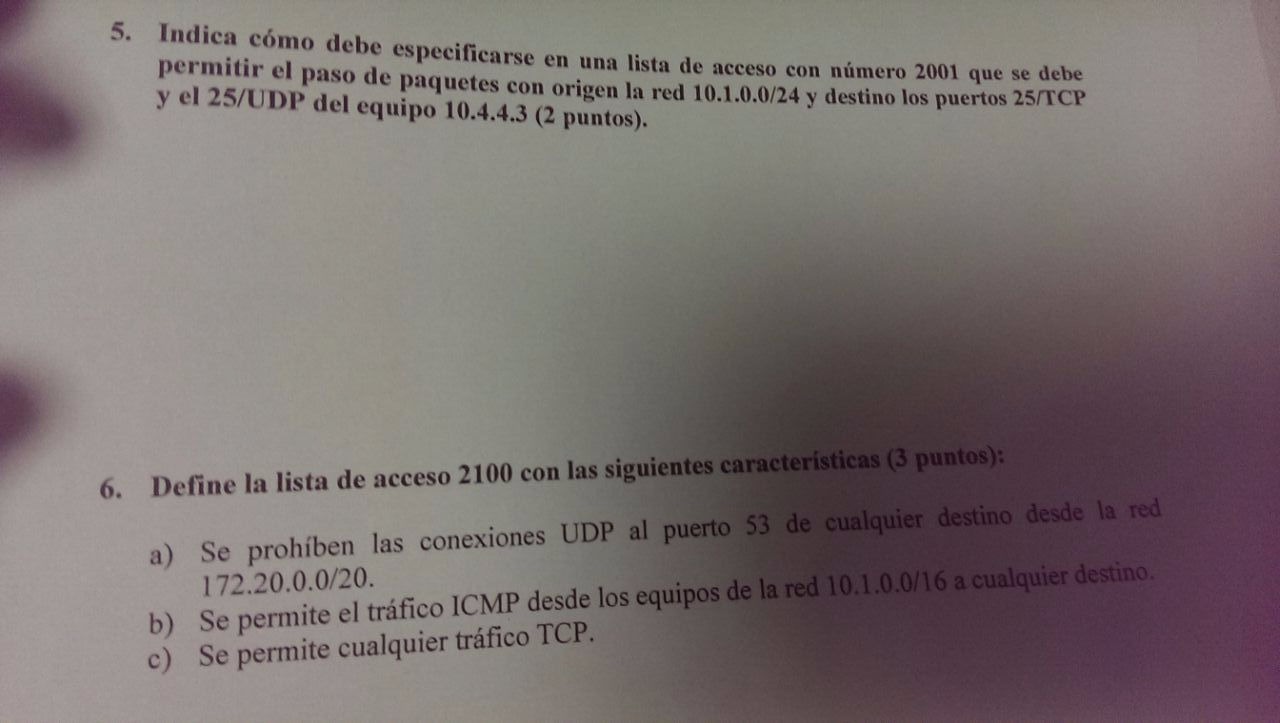 5. Indica cómo debe especificarse en una lista de acceso con número 2001 que se debe
permitir el paso de paquetes con origen la red 10.1.0.0/24 y destino los puertos 25/TCP
y el 25/UDP del equipo 10.4.4.3 (2 puntos).
6. Define la lista de acceso 2100 con las siguientes características (3 puntos):
a) Se prohíben las conexiones UDP al puerto 53 de cualquier destino desde la red
172.20.0.0/20.
b) Se permite el tráfico ICMP desde los equipos de la red 10.1.0.0/16 a cualquier destino.
c) Se permite cualquier tráfico TCP.